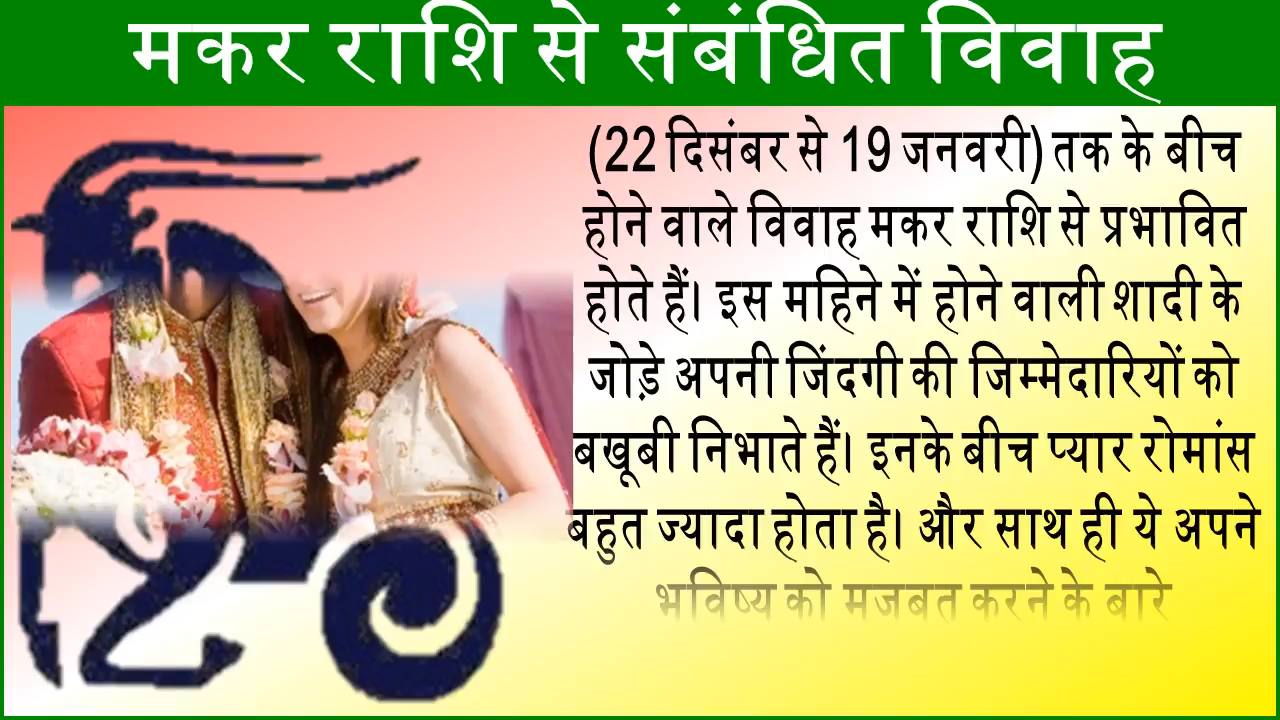 मकर राशि से संबंधित विवाह
(22 दिसंबर से 19 जनवरी) तक के बीच
होने वाले विवाह मकर राशि से प्रभावित
होते हैं। इस महिने में होने वाली शादी के
जोड़े अपनी जिंदगी की जिम्मेदारियों को
बखूबी निभाते हैं। इनके बीच प्यार रोमांस
बहुत ज्यादा होता है। और साथ ही ये अपने
भविष्य को मजबत करने के बारे